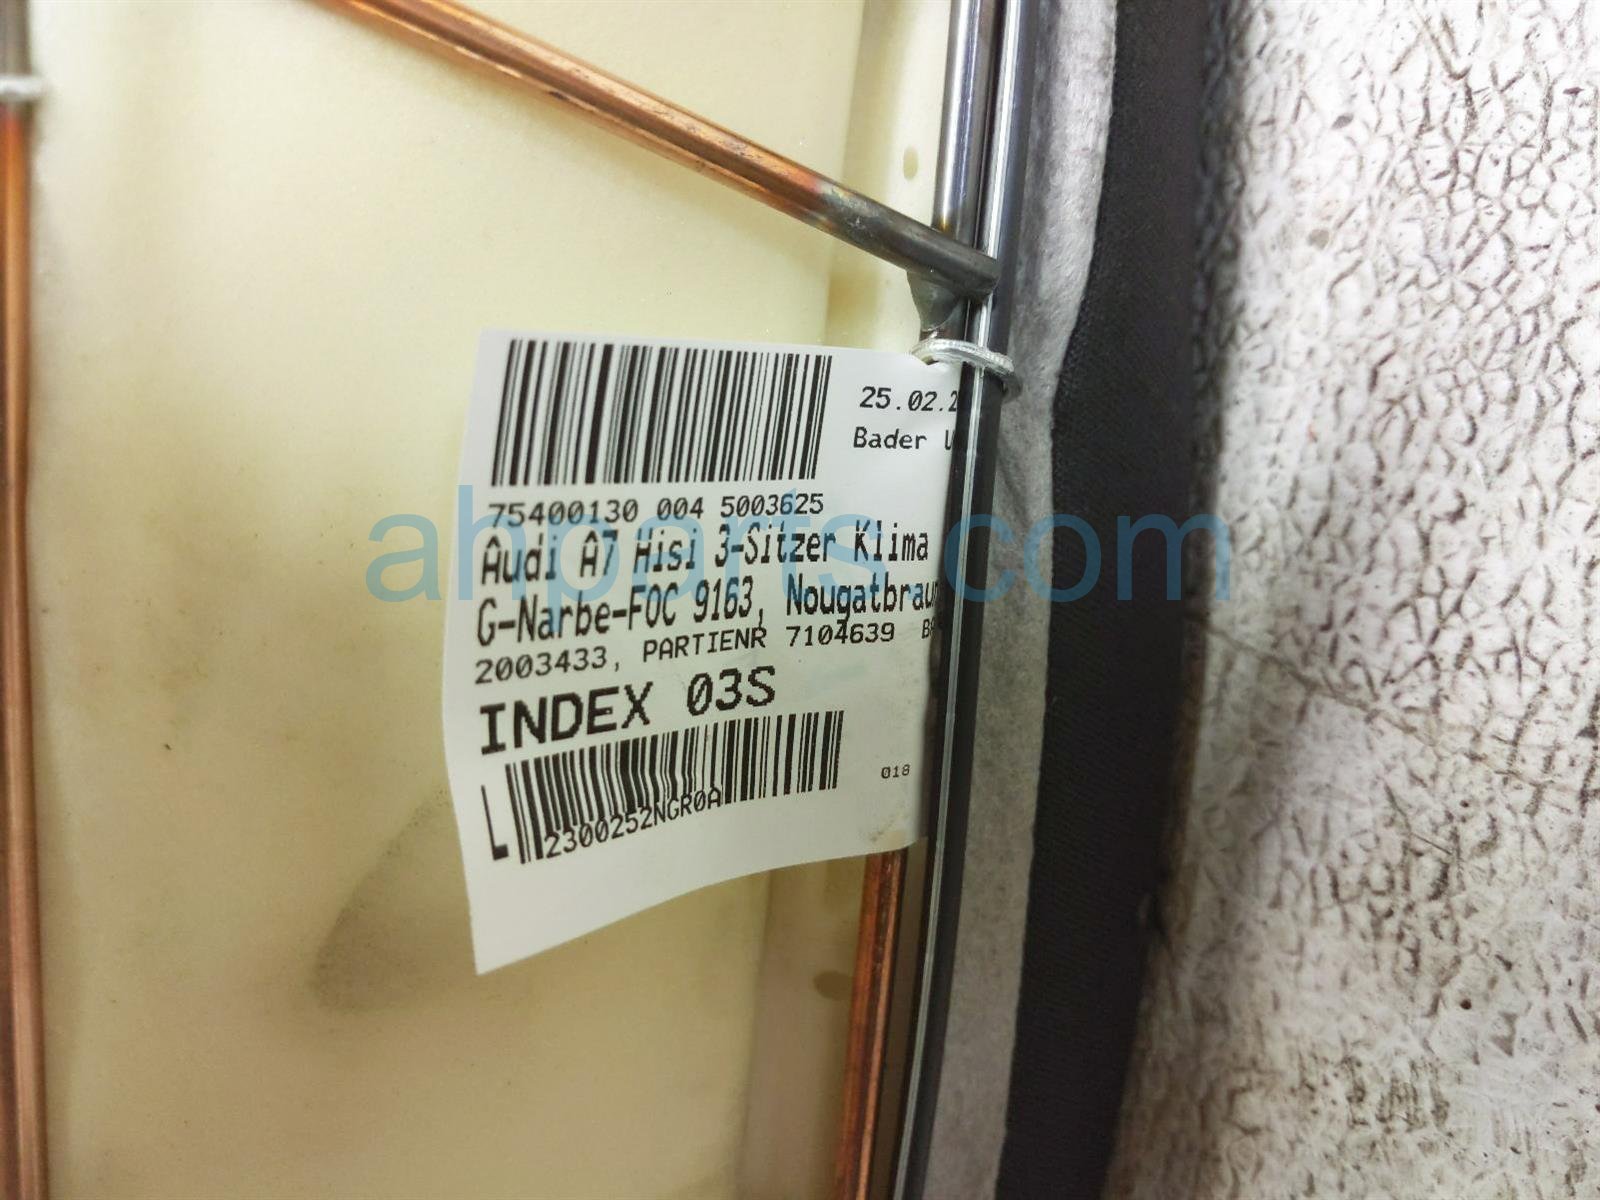 25.02.2
Bader
75400130 004 5003625
Audi A7 Hisi 3-Sitzer Klima
G-Narbe-FOC 9163, Nougatbraun
2003433, PARTIENR 7104639
INDEX 03S
L 2300252NGR0A
018
ahparts.com